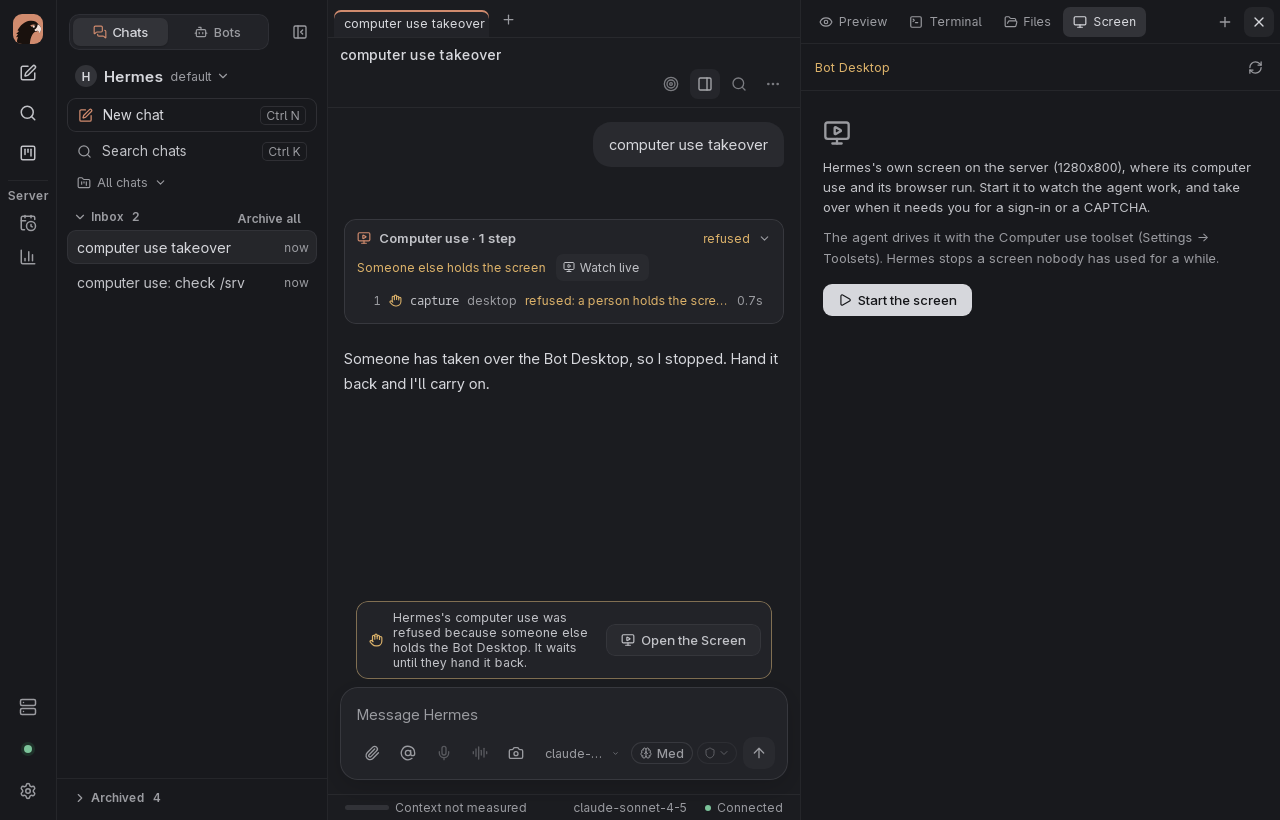 Server
Chats
Bots
H
Hermes
default
New chat
Ctrl N
Search chats
Ctrl K
All chats
Inbox 2
Archive all
computer use takeover
now
computer use: check /srv
now
Archived 4
computer use takeover
computer use takeover
computer use takeover
Computer use · 1 step
refused
Someone else holds the screen
Watch live
1 capture desktop refused: a person holds the scre… 0.7s
Someone has taken over the Bot Desktop, so I stopped. Hand it
back and I'll carry on.
Hermes's computer use was
refused because someone else
holds the Bot Desktop. It waits
until they hand it back.
Open the Screen
Message Hermes
claude-…
Med
Context not measured
claude-sonnet-4-5
Connected
Preview
Terminal
Files
Screen
Bot Desktop
Hermes's own screen on the server (1280x800), where its computer
use and its browser run. Start it to watch the agent work, and take
over when it needs you for a sign-in or a CAPTCHA.
The agent drives it with the Computer use toolset (Settings →
Toolsets). Hermes stops a screen nobody has used for a while.
Start the screen